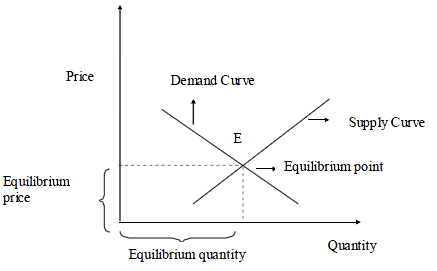 Price
Demand Curve
Supply Curve
E
Equilibrium point
Equilibrium
price
Equilibrium quantity
Quantity